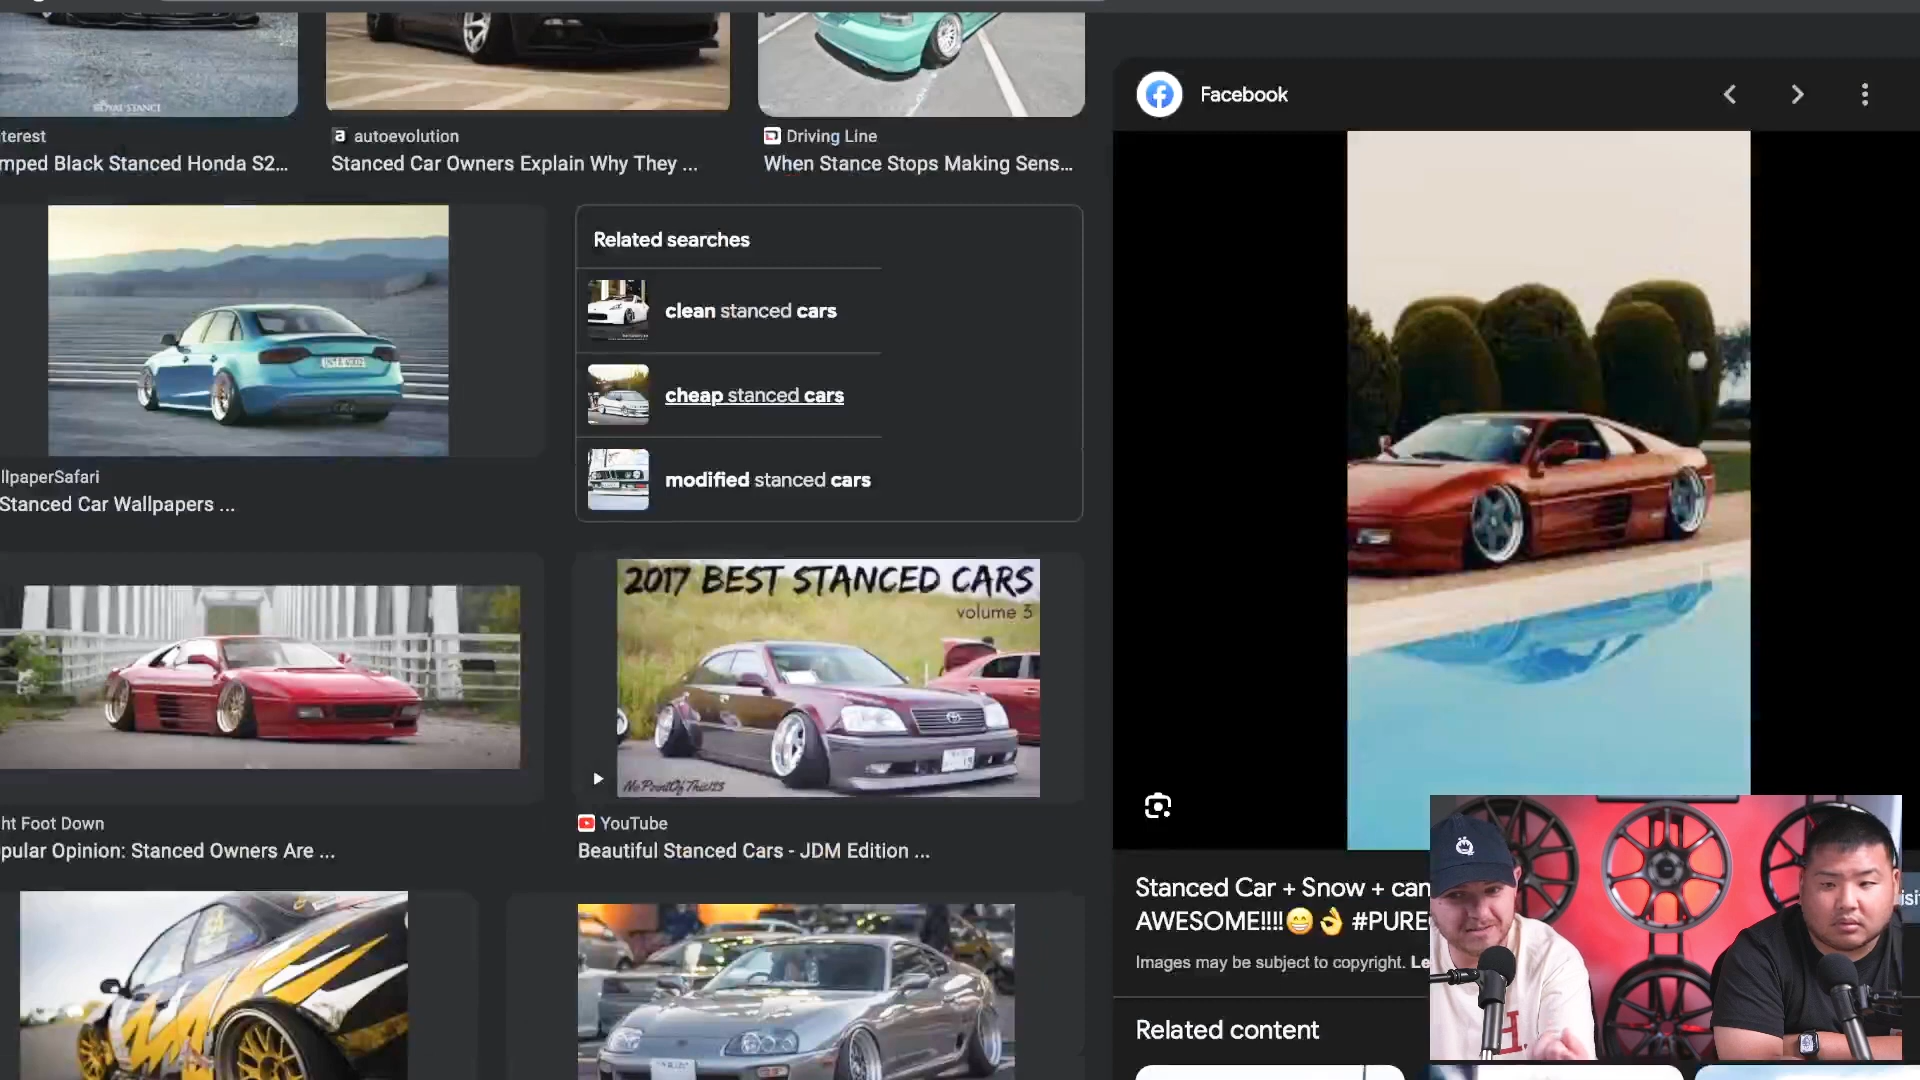 ROYAL STANCE
terest
mped Black Stanced Honda S2...
a autoevolution
Stanced Car Owners Explain Why They ...
Driving Line
When Stance Stops Making Sens...
Facebook
Related searches
clean stanced cars
cheap stanced cars
modified stanced cars
llpaperSafari
Stanced Car Wallpapers ...
2017 BEST STANCED CARS
volume 3
NoPointOfThis123
ht Foot Down
pular Opinion: Stanced Owners Are ...
YouTube
Beautiful Stanced Cars - JDM Edition ...
Stanced Car + Snow + can
AWESOME!!!!😁👌 #PURE
Images may be subject to copyright. Le
Related content
H.